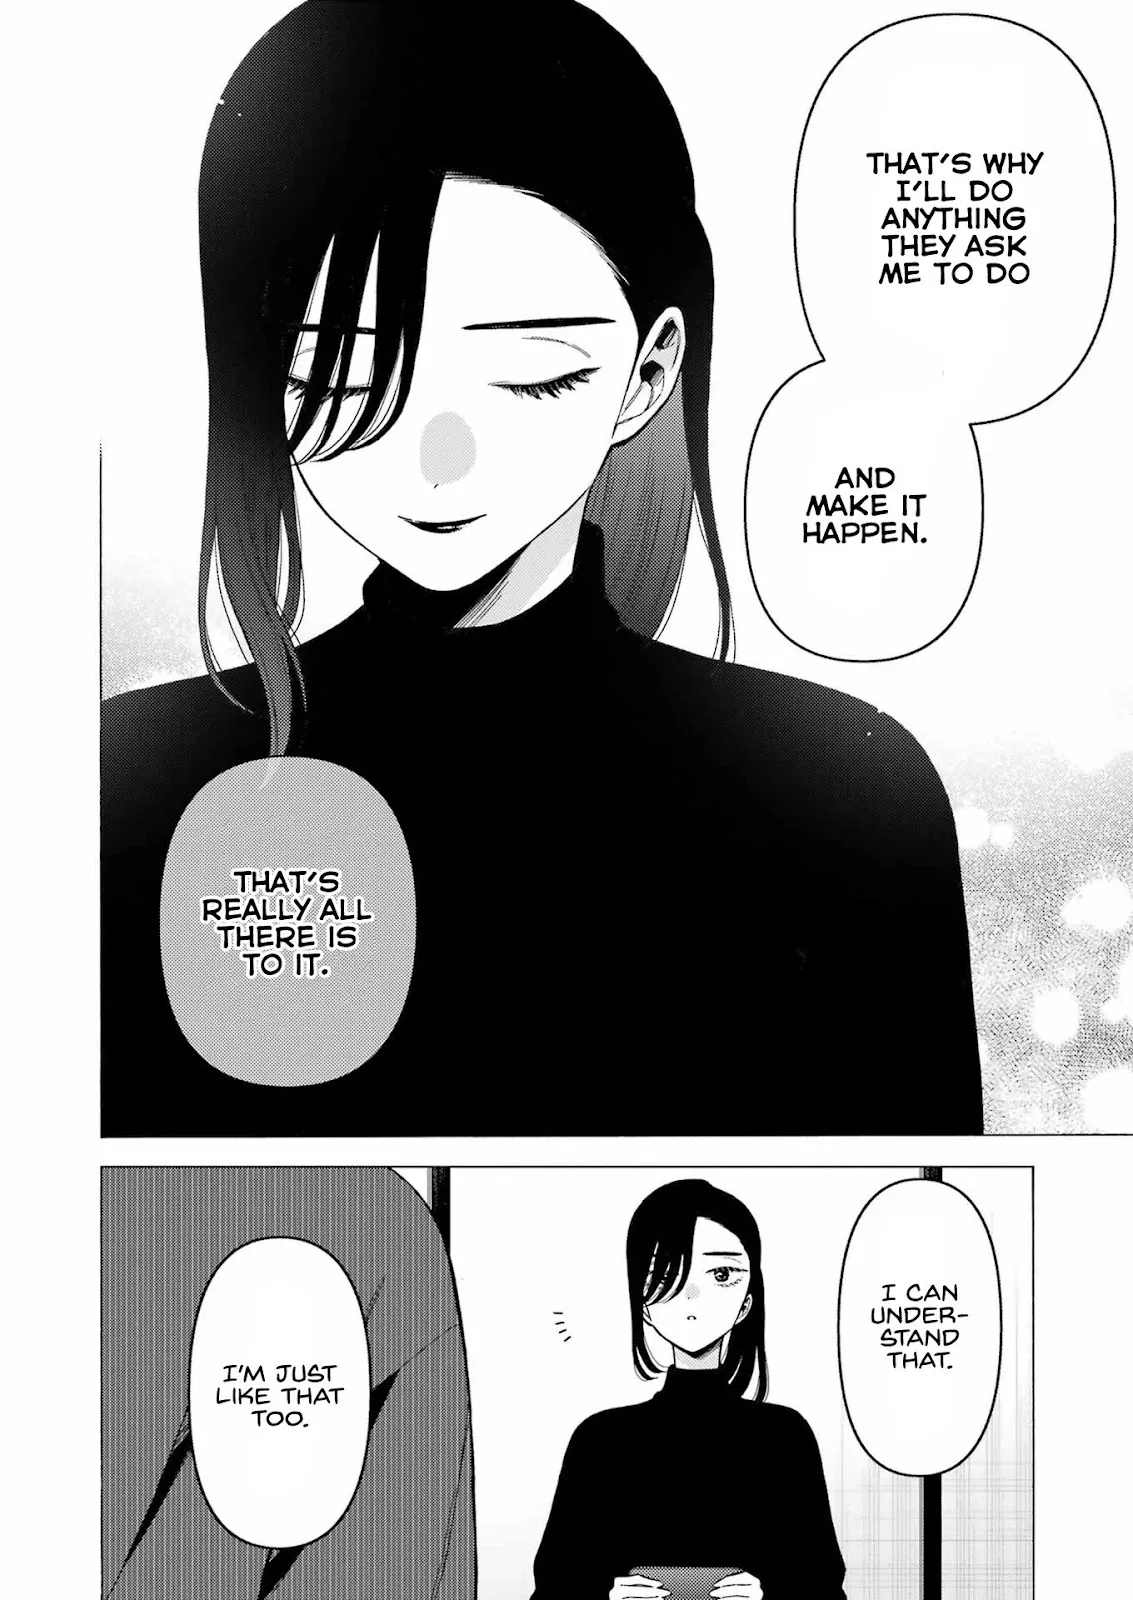 THAT'S WHY
I'LL DO
ANYTHING
THEY ASK
ME TO DO
AND
MAKE IT
HAPPEN.
THAT'S
REALLY ALL
THERE IS
TO IT.
I CAN
UNDER-
STAND
THAT.
I'M JUST
LIKE THAT
TOO.